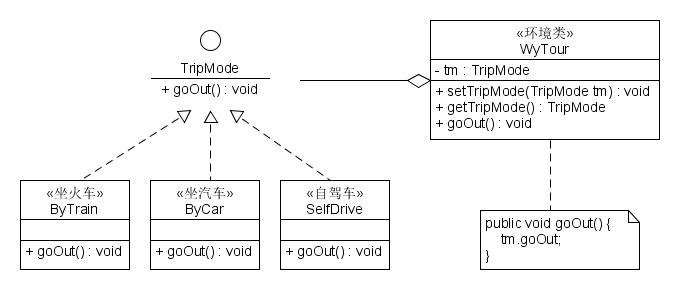 TripMode
+ goOut() : void
«环境类»
WyTour
- tm : TripMode
+ setTripMode(TripMode tm) : void
+ getTripMode() : TripMode
+ goOut() : void
«坐火车»
ByTrain
+ goOut() : void
«坐汽车»
ByCar
+ goOut() : void
«自驾车»
SelfDrive
+ goOut() : void
public void goOut() {
tm.goOut;
}